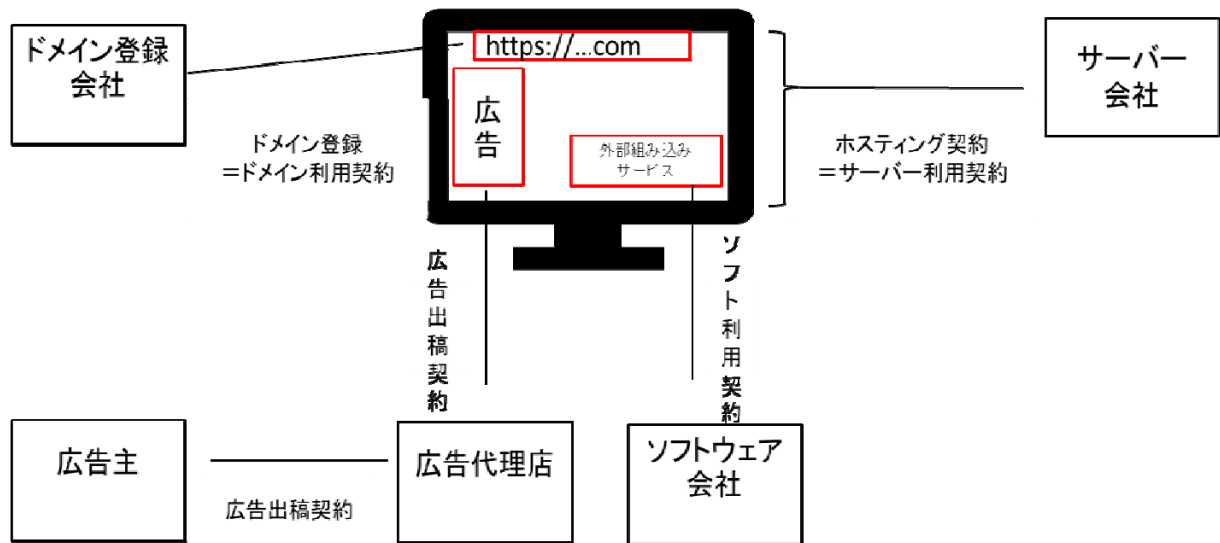 ドメイン登録
会社
https://...com
サーバー
会社
広
告
外部組み込み
サービス
ドメイン登録
＝ドメイン利用契約
ホスティング契約
＝サーバー利用契約
広告出稿契約
ソフト利用契約
広告主
広告出稿契約
広告代理店
ソフトウェア
会社